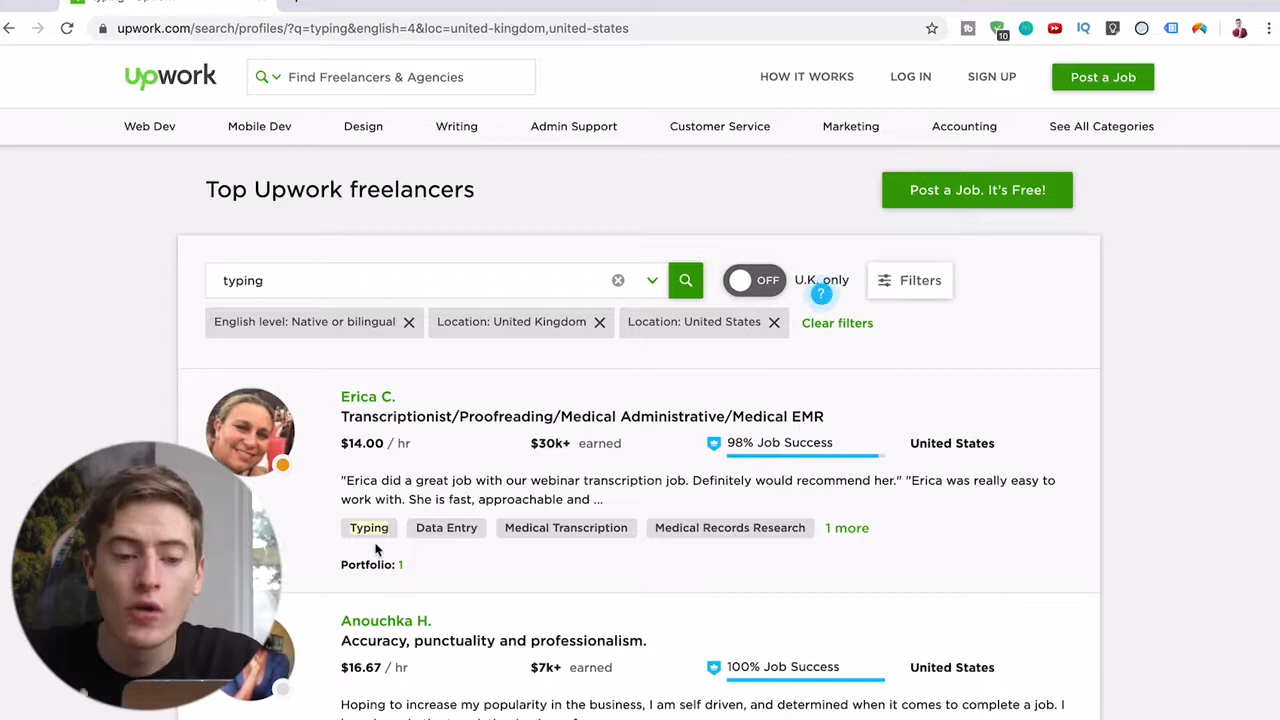 upwork.com/search/profiles/?q=typing&english=4&loc=united-kingdom,united-states
10
IQ
upwork
Find Freelancers & Agencies
HOW IT WORKS
LOG IN
SIGN UP
Post a Job
Web Dev
Mobile Dev
Design
Writing
Admin Support
Customer Service
Marketing
Accounting
See All Categories
Top Upwork freelancers
Post a Job. It's Free!
typing
OFF
U.K. only
?
Filters
English level: Native or bilingual
Location: United Kingdom
Location: United States
Clear filters
Erica C.
Transcriptionist/Proofreading/Medical Administrative/Medical EMR
$14.00 / hr
$30k+ earned
98% Job Success
United States
"Erica did a great job with our webinar transcription job. Definitely would recommend her." "Erica was really easy to
work with. She is fast, approachable and ...
Typing
Data Entry
Medical Transcription
Medical Records Research
1 more
Portfolio: 1
Anouchka H.
Accuracy, punctuality and professionalism.
$16.67 / hr
$7k+ earned
100% Job Success
United States
Hoping to increase my popularity in the business, I am self driven, and determined when it comes to complete a job. I